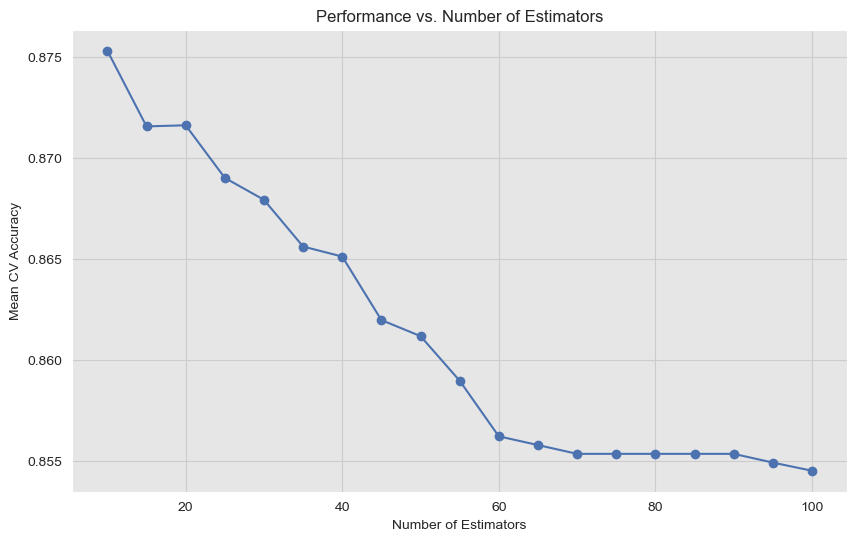 Performance vs. Number of Estimators
0.875
0.870
0.865
0.860
0.855
Mean CV Accuracy
20 40 60 80 100
Number of Estimators